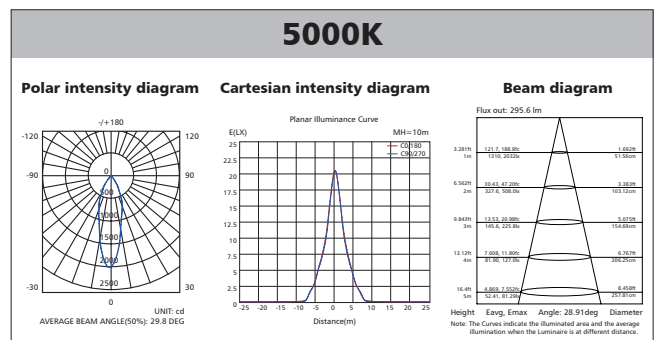 5000K
Polar intensity diagram
Cartesian intensity diagram
Beam diagram
-/+180
-120
120
-90
90
-30
30
0
0
500
1000
1500
2000
2500
UNIT: cd
AVERAGE BEAM ANGLE(50%): 29.8 DEG
Planar Illuminance Curve
E(LX)
MH=10m
C0/180
C90/270
25
22.5
20
17.5
15
12.5
10
7.5
5
2.5
0
-25 -20 -15 -10 -5 0 5 10 15 20 25
Distance(m)
Flux out: 295.6 lm
3.281ft 121.7, 188.8fc 1.692ft
1m 1310, 2032lx 51.56cm
6.562ft 30.43, 47.20fc 3.383ft
2m 327.6, 508.0lx 103.12cm
9.843ft 13.53, 20.98fc 5.075ft
3m 145.6, 225.8lx 154.69cm
13.12ft 7.608, 11.80fc 6.767ft
4m 81.90, 127.0lx 206.25cm
16.4ft 4.869, 7.552fc 8.458ft
5m 52.41, 81.29lx 257.81cm
Height Eavg, Emax Angle: 28.91deg Diameter
Note: The Curves indicate the illuminated area and the average
illumination when the Luminaire is at different distance.